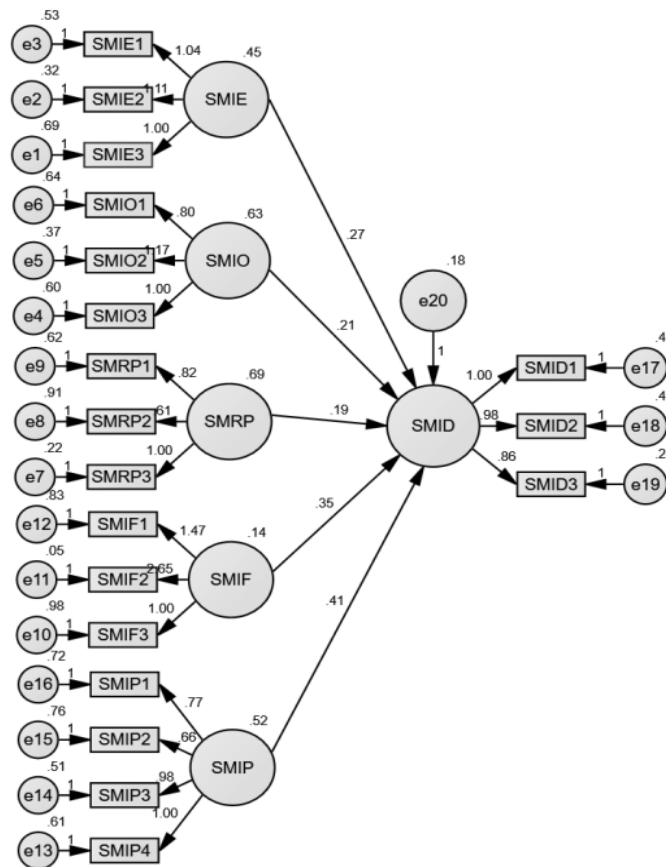 .53
e3 1 SMIE1 1.04 .45
.32
e2 1 SMIE2 1.11 SMIE
.69
e1 1 SMIE3 1.00
.64
e6 1 SMIO1 .80 .63 .27
.37
e5 1 SMIO2 1.17 SMIO .18
.60
e4 1 SMIO3 1.00 e20
.62 .21 1
e9 1 SMRP1 .82 .69 1.00 SMID1 1 e17
.91
e8 1 SMRP2 .61 SMRP .19 SMID .98 SMID2 1 e18
.22
e7 1 SMRP3 1.00 .86 SMID3 1 e19
.83
e12 1 SMIF1 1.47 .14 .35
.05
e11 1 SMIF2 2.65 SMIF
.98 .41
e10 1 SMIF3 1.00
.72
e16 1 SMIP1 .77 .52
.76
e15 1 SMIP2 .66 SMIP
.51
e14 1 SMIP3 .98
.61
e13 1 SMIP4 1.00